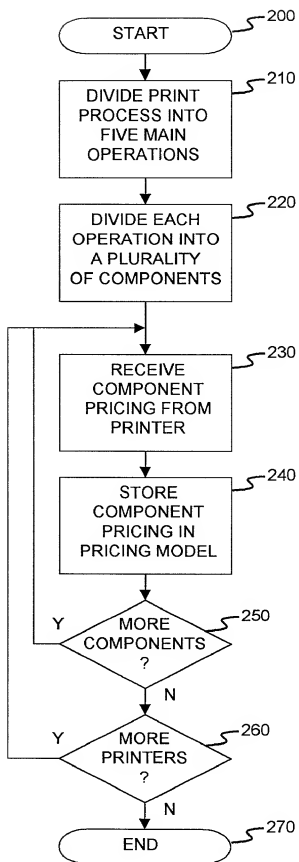 START
200
DIVIDE PRINT
PROCESS INTO
FIVE MAIN
OPERATIONS
210
DIVIDE EACH
OPERATION INTO
A PLURALITY
OF COMPONENTS
220
RECEIVE
COMPONENT
PRICING FROM
PRINTER
230
STORE
COMPONENT
PRICING IN
PRICING MODEL
240
MORE
COMPONENTS
?
250
Y
N
MORE
PRINTERS
?
260
Y
N
END
270